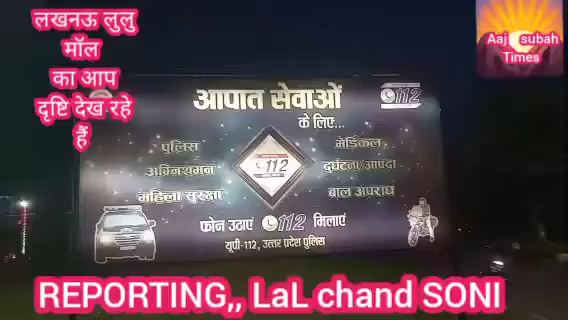 लखनऊ लुलु
मॉल
का आप
दृष्टि देख रहे
हैं
Aaj subah
Times
आपात सेवाओं
के लिए...
112
पुलिस
मेडिकल
अग्निशमन
दुर्घटना/आपदा
महिला सुरक्षा
बाल अपराध
112
फोन उठाएं 112 मिलाएं
यूपी-112, उत्तर प्रदेश पुलिस
REPORTING,, LaL chand SONI